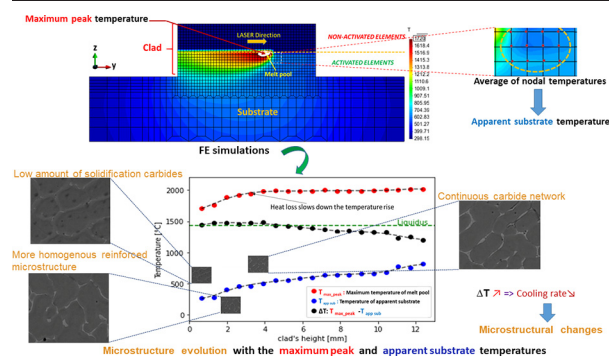 Maximum peak temperature
LASER Direction
NON-ACTIVATED ELEMENTS
Clad
z
y
Melt pool
ACTIVATED ELEMENTS
Substrate
T
1618.4
1516.8
1415.3
1313.8
1212.2
1110.6
1009.1
907.51
805.95
704.36
602.83
501.27
399.71
298.15
Average of nodal temperatures
Apparent substrate temperature
FE simulations
Low amount of solidification carbides
More homogenous reinforced
microstructure
Continuous carbide network
Temperature [°C]
2000
1500
1000
500
0
Heat loss slows down the temperature rise
Liquidus
T max_peak : Maximum temperature of melt pool
T app sub : Temperature of apparent substrate
ΔT: T max_peak - T app sub
0 2 4 6 8 10 12
clad's height [mm]
ΔT ↗ => Cooling rate↘
Microstructural changes
Microstructure evolution with the maximum peak and apparent substrate temperatures